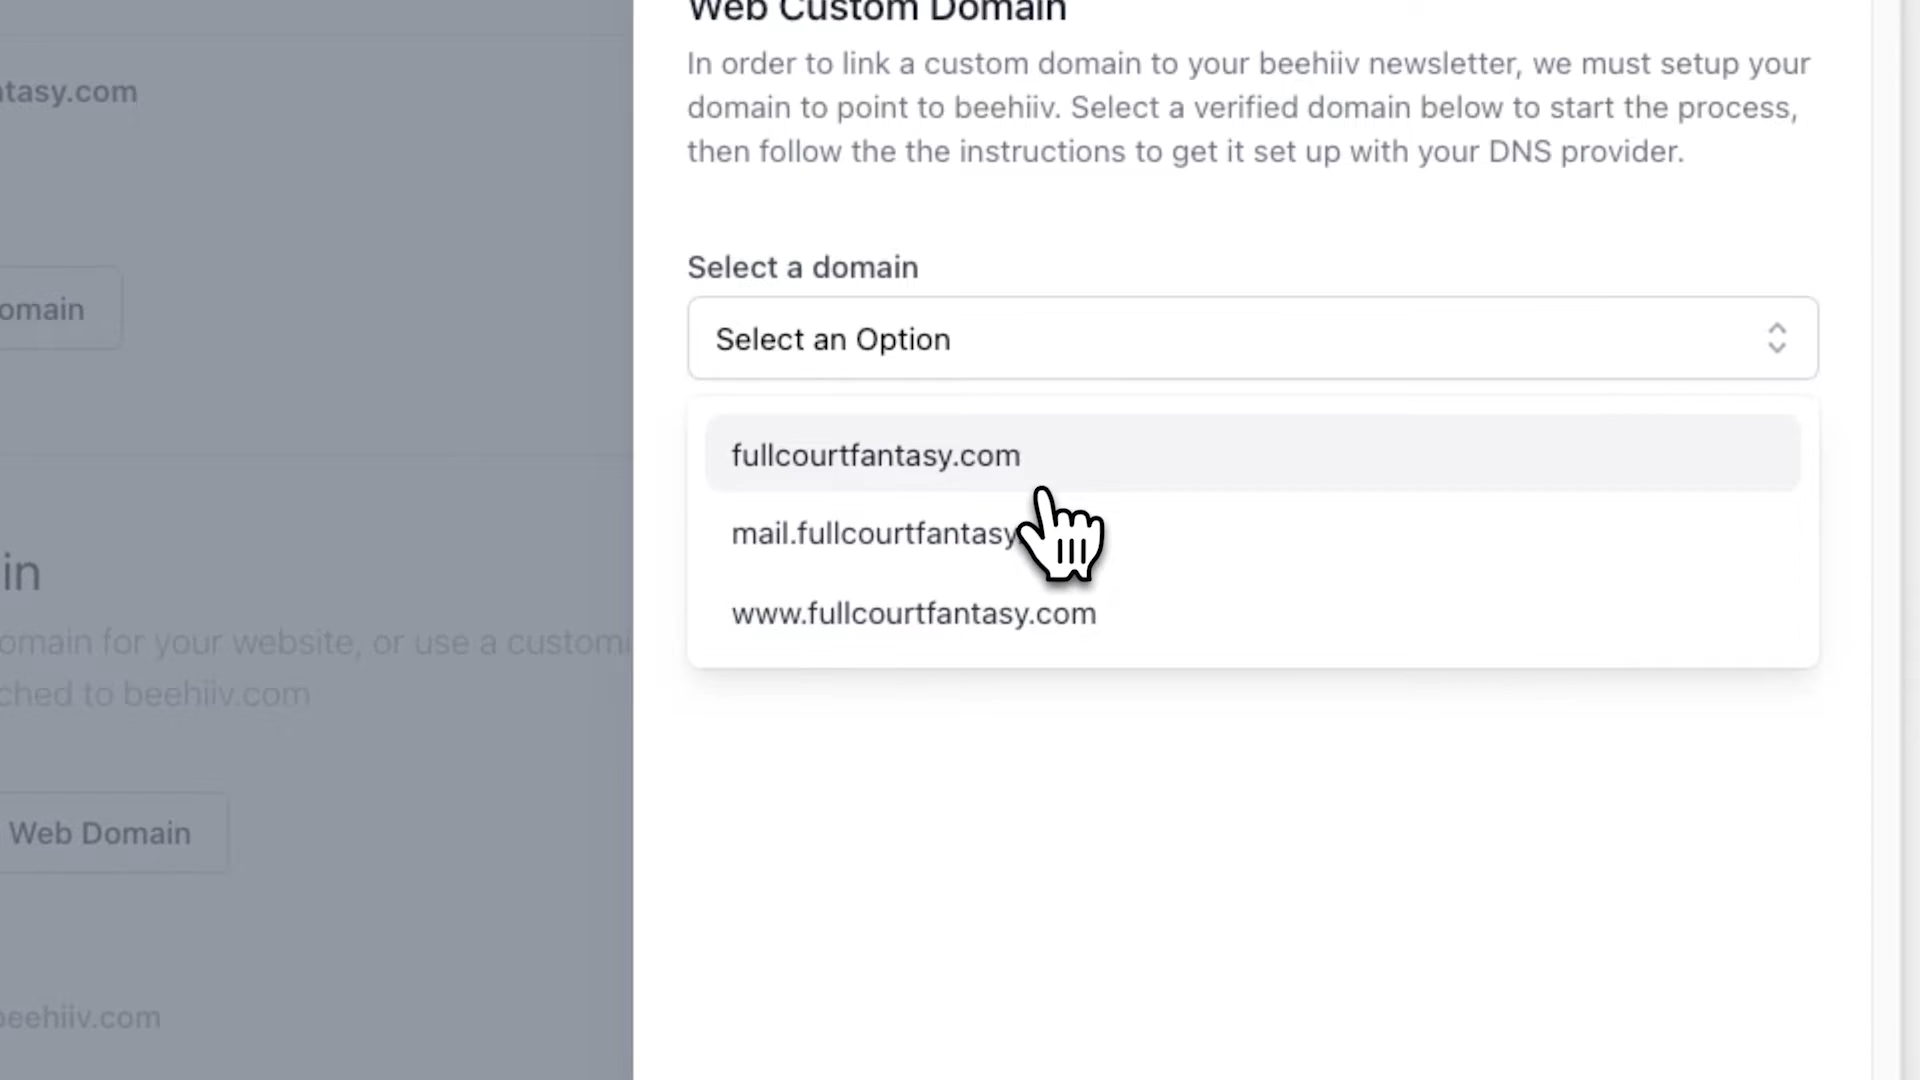 Web Custom Domain
In order to link a custom domain to your beehiiv newsletter, we must setup your
domain to point to beehiiv. Select a verified domain below to start the process,
then follow the the instructions to get it set up with your DNS provider.
Select a domain
Select an Option
fullcourtfantasy.com
mail.fullcourtfantasy
www.fullcourtfantasy.com
ntasy.com
omain
in
omain for your website, or use a customi
ched to beehiiv.com
Web Domain
beehiiv.com